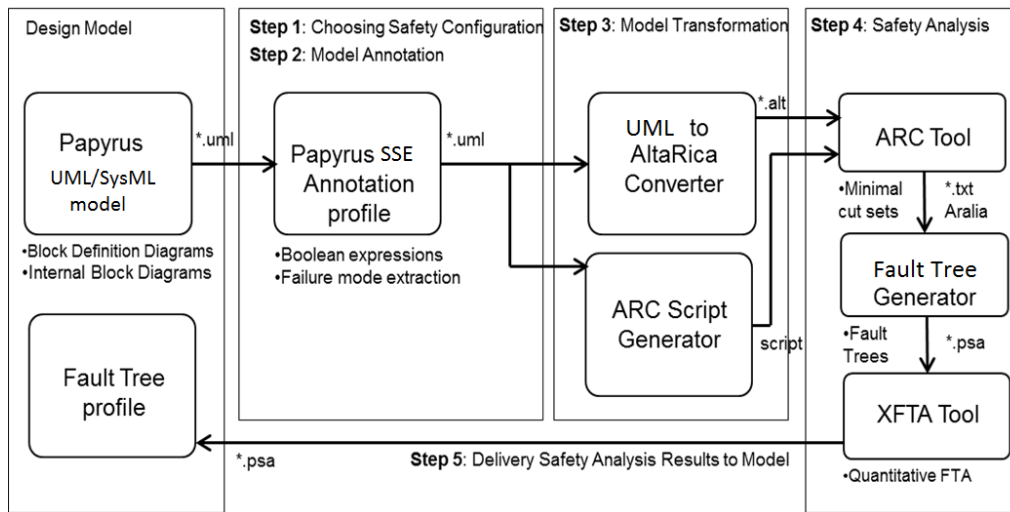 Design Model
Papyrus
UML/SysML
model
*.uml
•Block Definition Diagrams
•Internal Block Diagrams
Fault Tree
profile
Step 1: Choosing Safety Configuration
Step 2: Model Annotation
Papyrus SSE
Annotation
profile
*.uml
•Boolean expressions
•Failure mode extraction
Step 3: Model Transformation
UML to
AltaRica
Converter
*.alt
ARC Script
Generator
script
Step 4: Safety Analysis
ARC Tool
•Minimal
cut sets
*.txt
Aralia
Fault Tree
Generator
•Fault
Trees
*.psa
XFTA Tool
•Quantitative FTA
*.psa
Step 5: Delivery Safety Analysis Results to Model